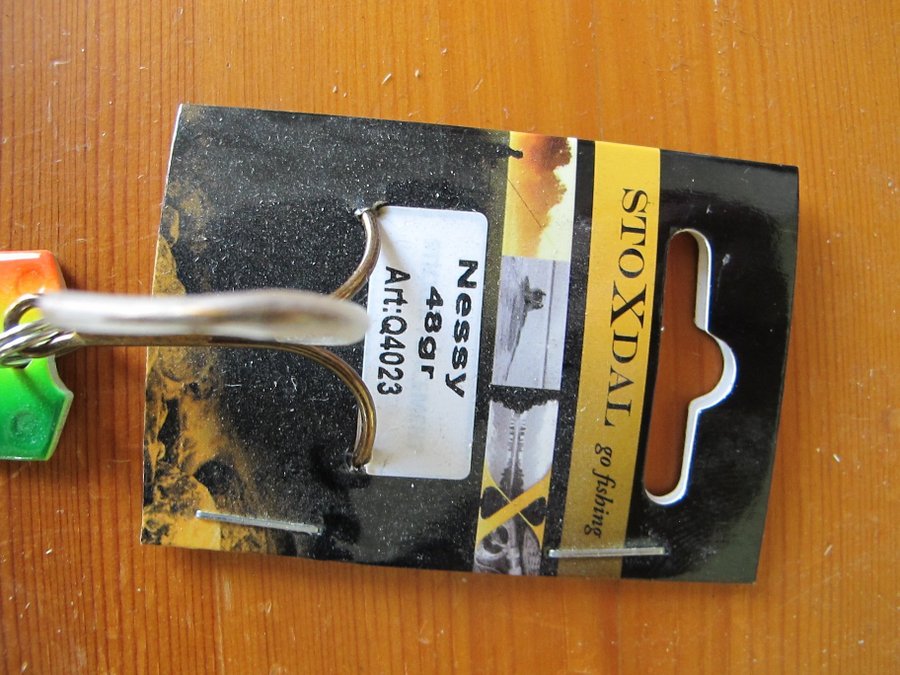 STOXDAL go fishing
Nessy
48gr
Art:Q4023